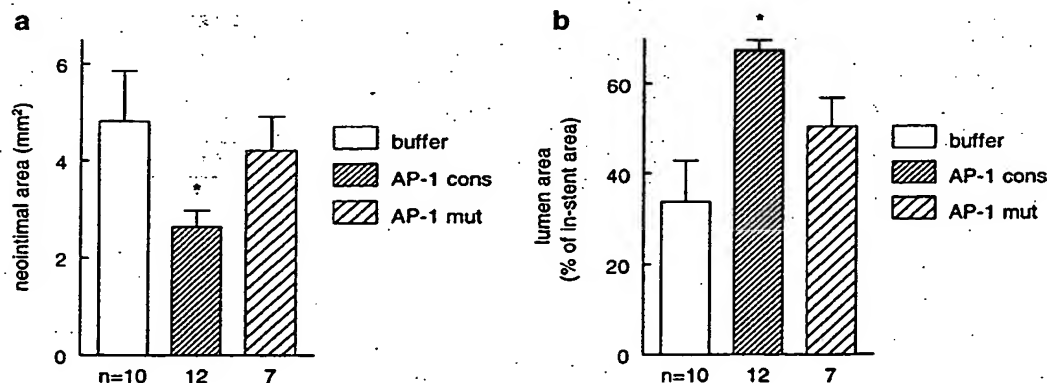 a
neointimal area (mm²)
6
4
2
0
*
n=10 12 7
buffer
AP-1 cons
AP-1 mut
b
lumen area
(% of In-stent area)
60
40
20
0
*
10 12 7
buffer
AP-1 cons
AP-1 mut